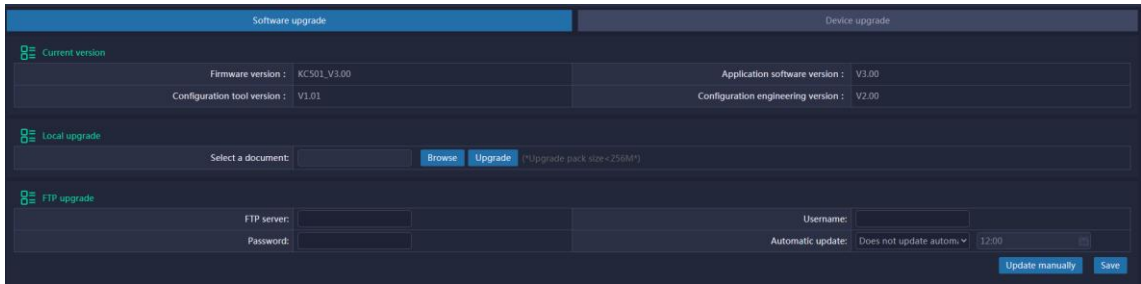 Software upgrade Device upgrade
Current version
Firmware version : KC501_V3.00 Application software version : V3.00
Configuration tool version : V1.01 Configuration engineering version : V2.00
Local upgrade
Select a document: Browse Upgrade (*Upgrade pack size<256M*)
FTP upgrade
FTP server: Username:
Password: Automatic update: Does not update autom. 12:00
Update manually Save